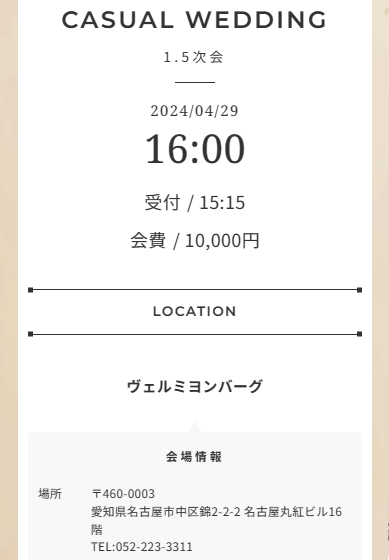 CASUAL WEDDING
1.5次会
2024/04/29
16:00
受付 / 15:15
会費 / 10,000円
LOCATION
ヴェルミヨンバーグ
会場情報
場所 〒460-0003
愛知県名古屋市中区錦2-2-2 名古屋丸紅ビル16
階
TEL:052-223-3311